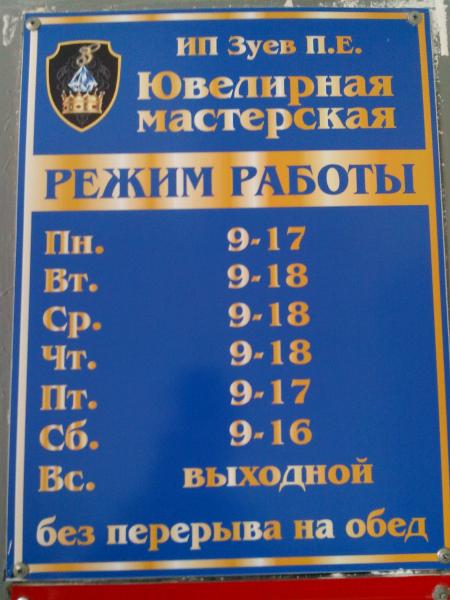 ИП Зуев П.Е.
Ювелирная
мастерская
РЕЖИМ РАБОТЫ
Пн. 9-17
Вт. 9-18
Ср. 9-18
Чт. 9-18
Пт. 9-17
Сб. 9-16
Вс. выходной
без перерыва на обед